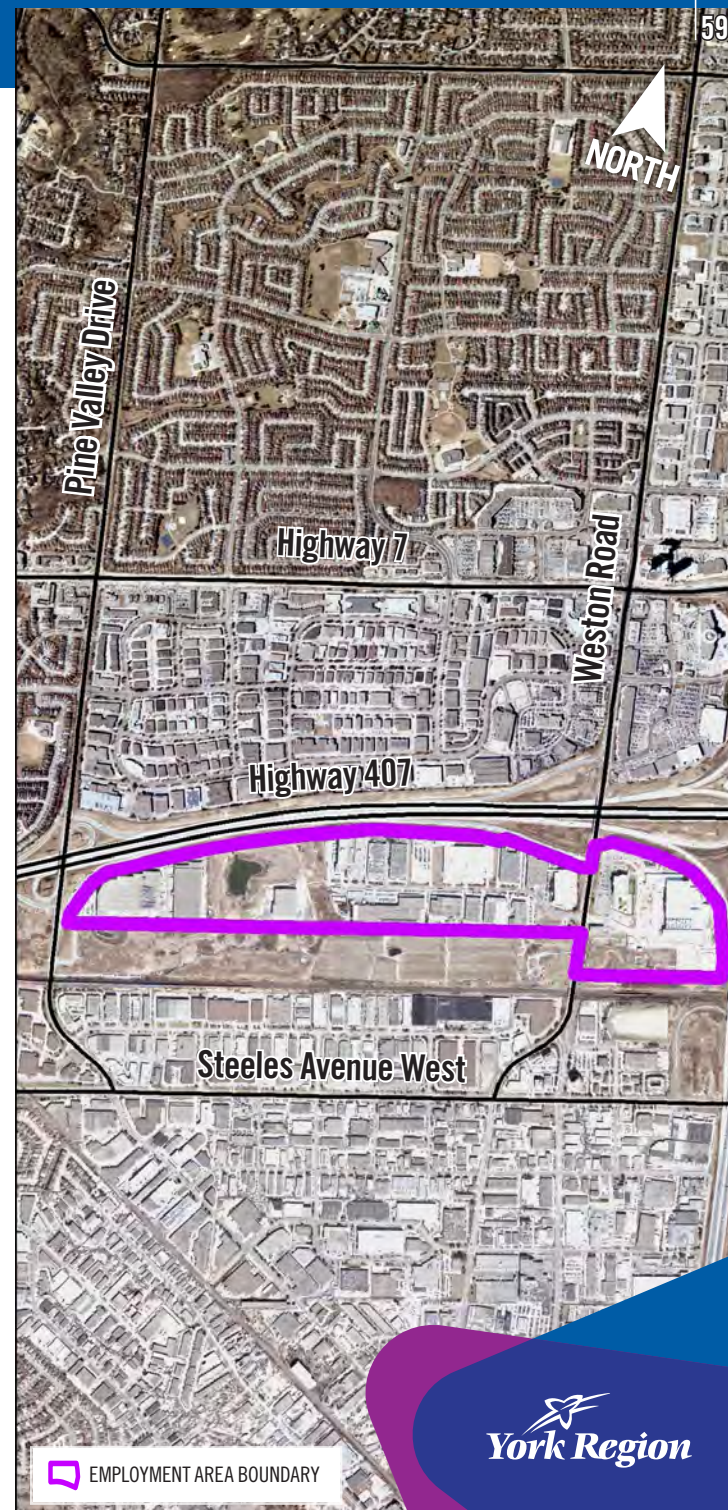 59
NORTH
Pine Valley Drive
Highway 7
Weston Road
Highway 407
Steeles Avenue West
York Region
EMPLOYMENT AREA BOUNDARY